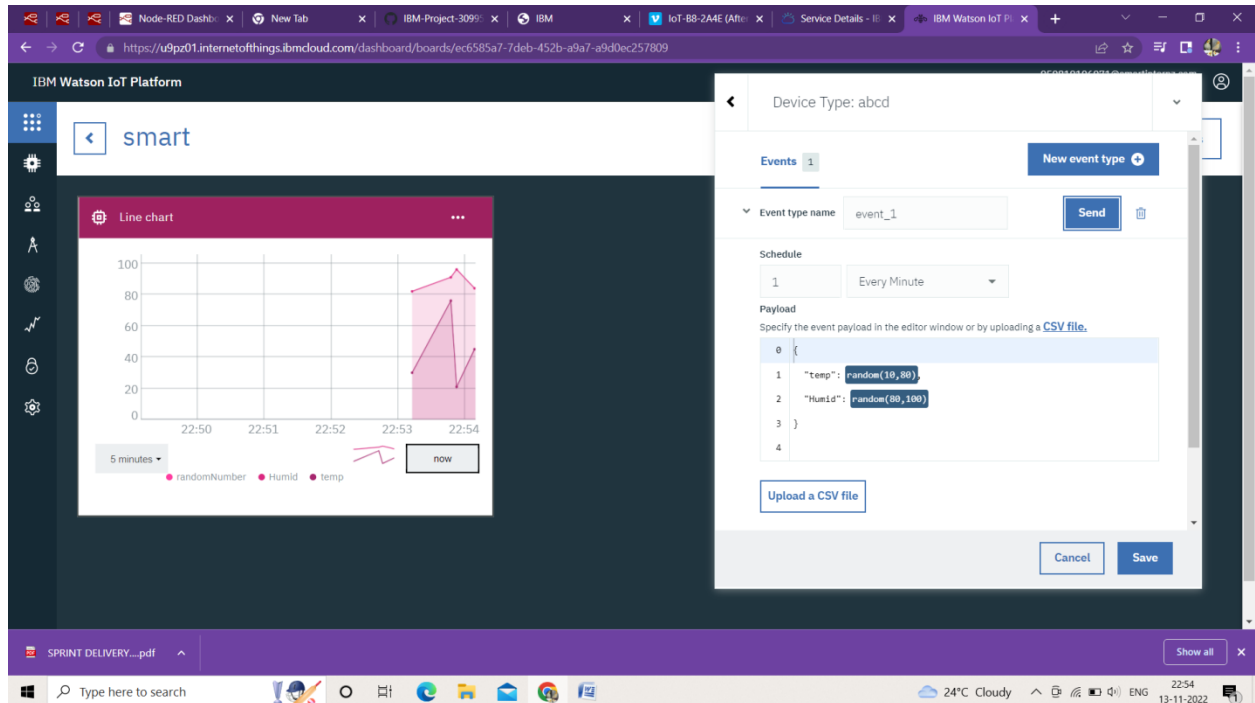 Node-RED Dashbo
New Tab
IBM-Project-3099
IBM
IoT-B8-2A4E (After
Service Details - IB
IBM Watson IoT Pl
https://u9pz01.internetofthings.ibmcloud.com/dashboard/boards/ec6585a7-7deb-452b-a9a7-a9d0ec257809
IBM Watson IoT Platform
smart
Line chart
100
80
60
40
20
0
22:50 22:51 22:52 22:53 22:54
5 minutes
now
randomNumber Humid temp
Device Type: abcd
Events 1
New event type
Event type name event_1 Send
Schedule
1 Every Minute
Payload
Specify the event payload in the editor window or by uploading a CSV file.
0 {
1 "temp": random(10,80),
2 "Humid": random(80,100)
3 }
4
Upload a CSV file
Cancel Save
SPRINT DELIVERY....pdf
Show all
Type here to search
24°C Cloudy
ENG
22:54
13-11-2022